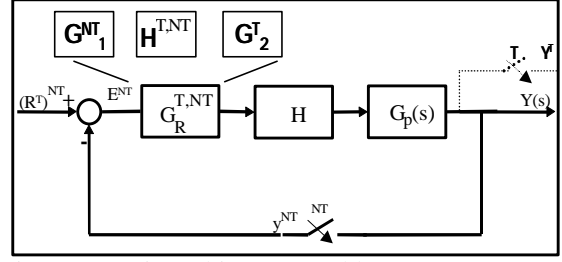 G^NT_1 H^T,NT G^T_2
T Y^T
(R^T)^NT + E^NT G_R^T,NT H G_p(s) Y(s)
-
y^NT NT